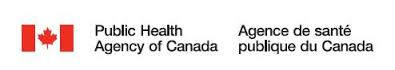 Public Health
Agency of Canada
Agence de santé
publique du Canada